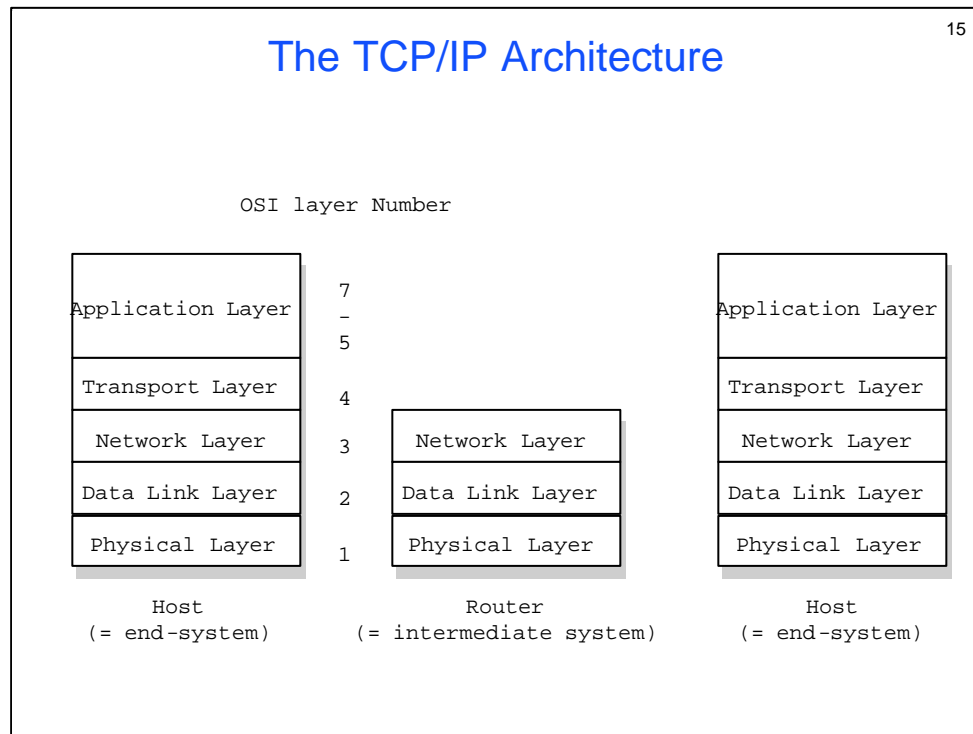 15
The TCP/IP Architecture
OSI layer Number
Application Layer
Transport Layer
Network Layer
Data Link Layer
Physical Layer
7
-
5
4
3
2
1
Network Layer
Data Link Layer
Physical Layer
Application Layer
Transport Layer
Network Layer
Data Link Layer
Physical Layer
Host
(= end-system)
Router
(= intermediate system)
Host
(= end-system)